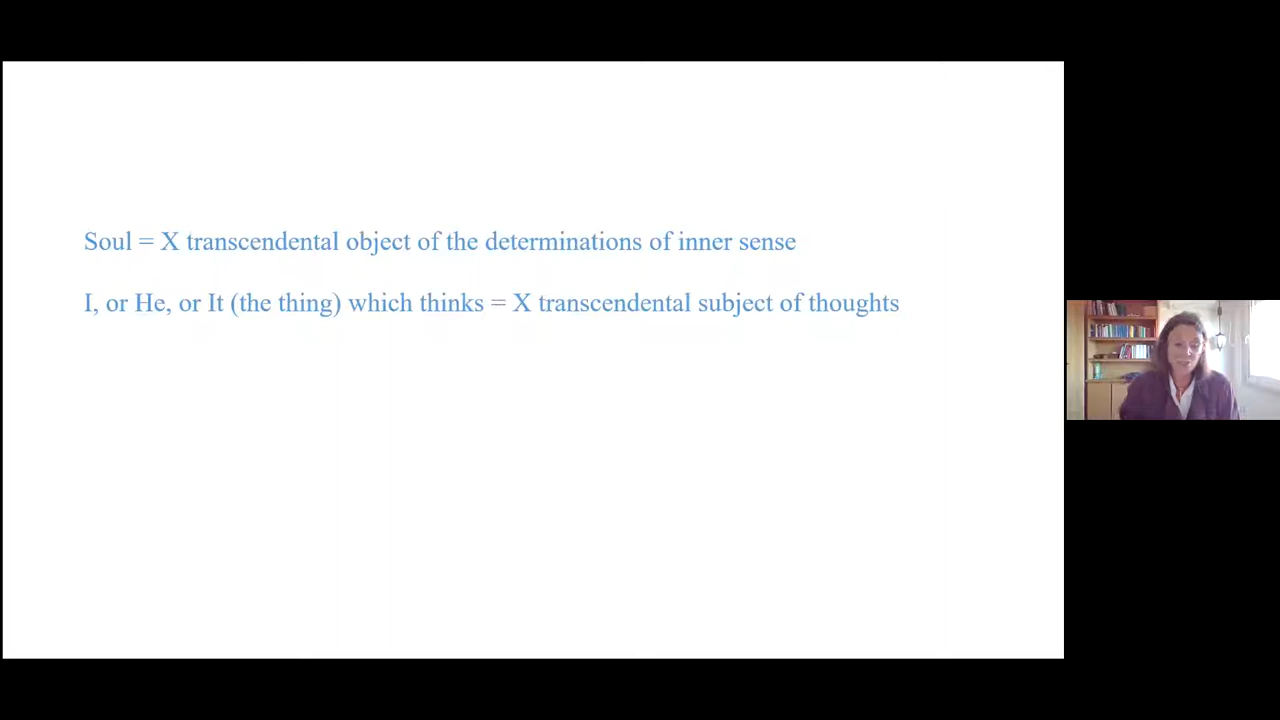 Soul = X transcendental object of the determinations of inner sense
I, or He, or It (the thing) which thinks = X transcendental subject of thoughts